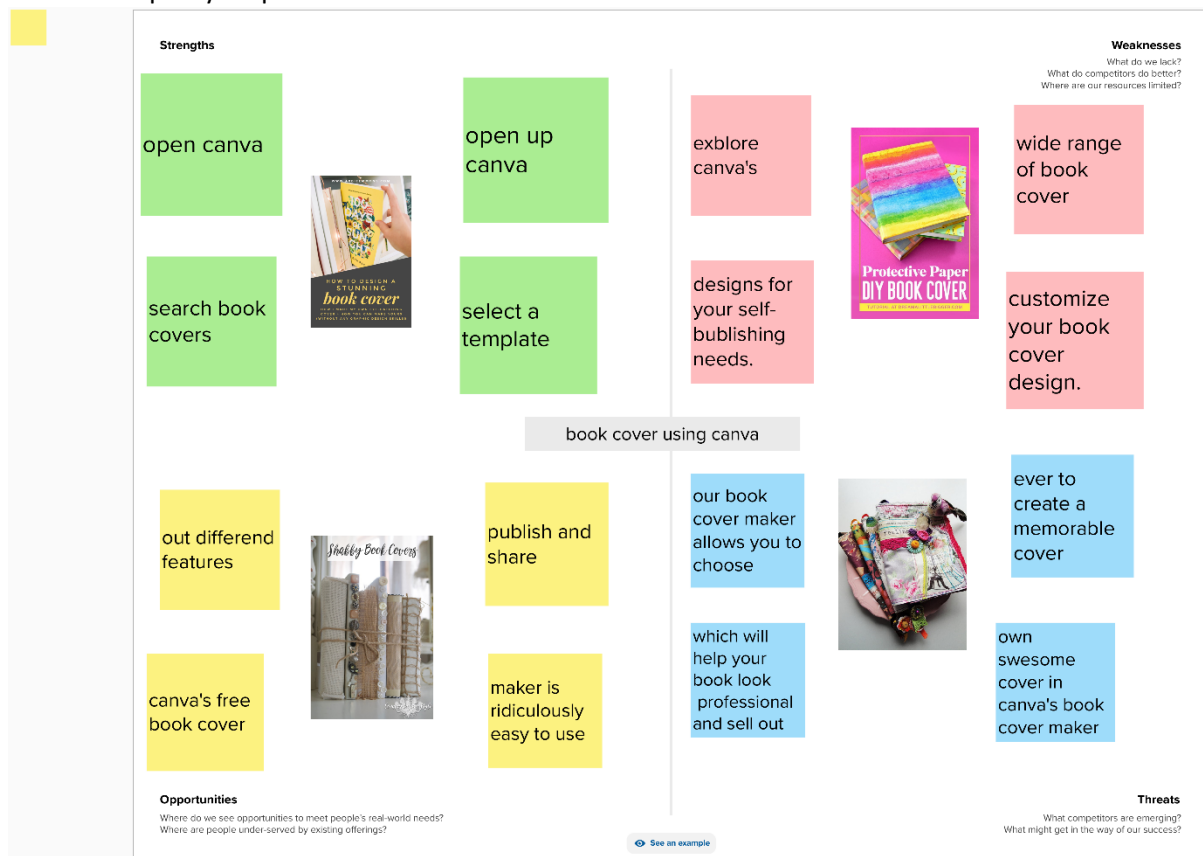 Strengths
Weaknesses
What do we lack?
What do competitors do better?
Where are our resources limited?
open canva
open up
canva
search book
covers
select a
template
HOW TO DESIGN A
STUNNING
book cover
exblore
canva's
wide range
of book
cover
designs for
your self-
bublishing
needs.
customize
your book
cover
design.
Protective Paper
DIY BOOK COVER
book cover using canva
out differend
features
publish and
share
canva's free
book cover
maker is
ridiculously
easy to use
Shabby Book Covers
our book
cover maker
allows you to
choose
ever to
create a
memorable
cover
which will
help your
book look
professional
and sell out
own
swesome
cover in
canva's book
cover maker
Opportunities
Where do we see opportunities to meet people's real-world needs?
Where are people under-served by existing offerings?
Threats
What competitors are emerging?
What might get in the way of our success?
See an example